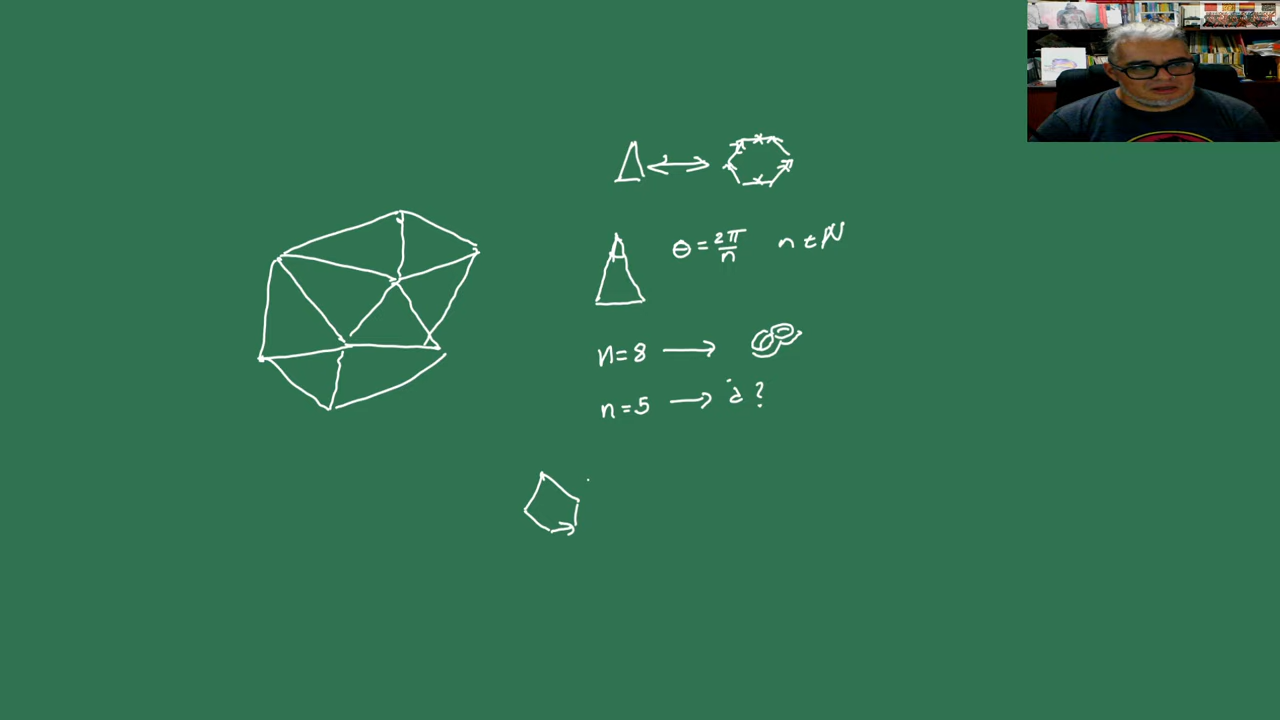 θ = 2π/n n ∈ ℕ
n = 8 →
n = 5 → ¿?